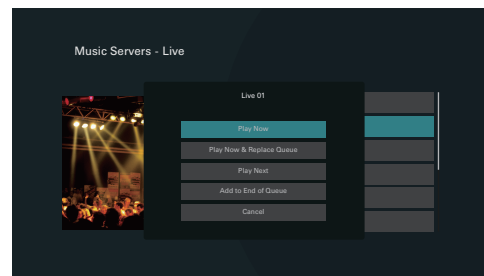 Music Servers - Live
Live 01
Play Now
Play Now & Replace Queue
Play Next
Add to End of Queue
Cancel